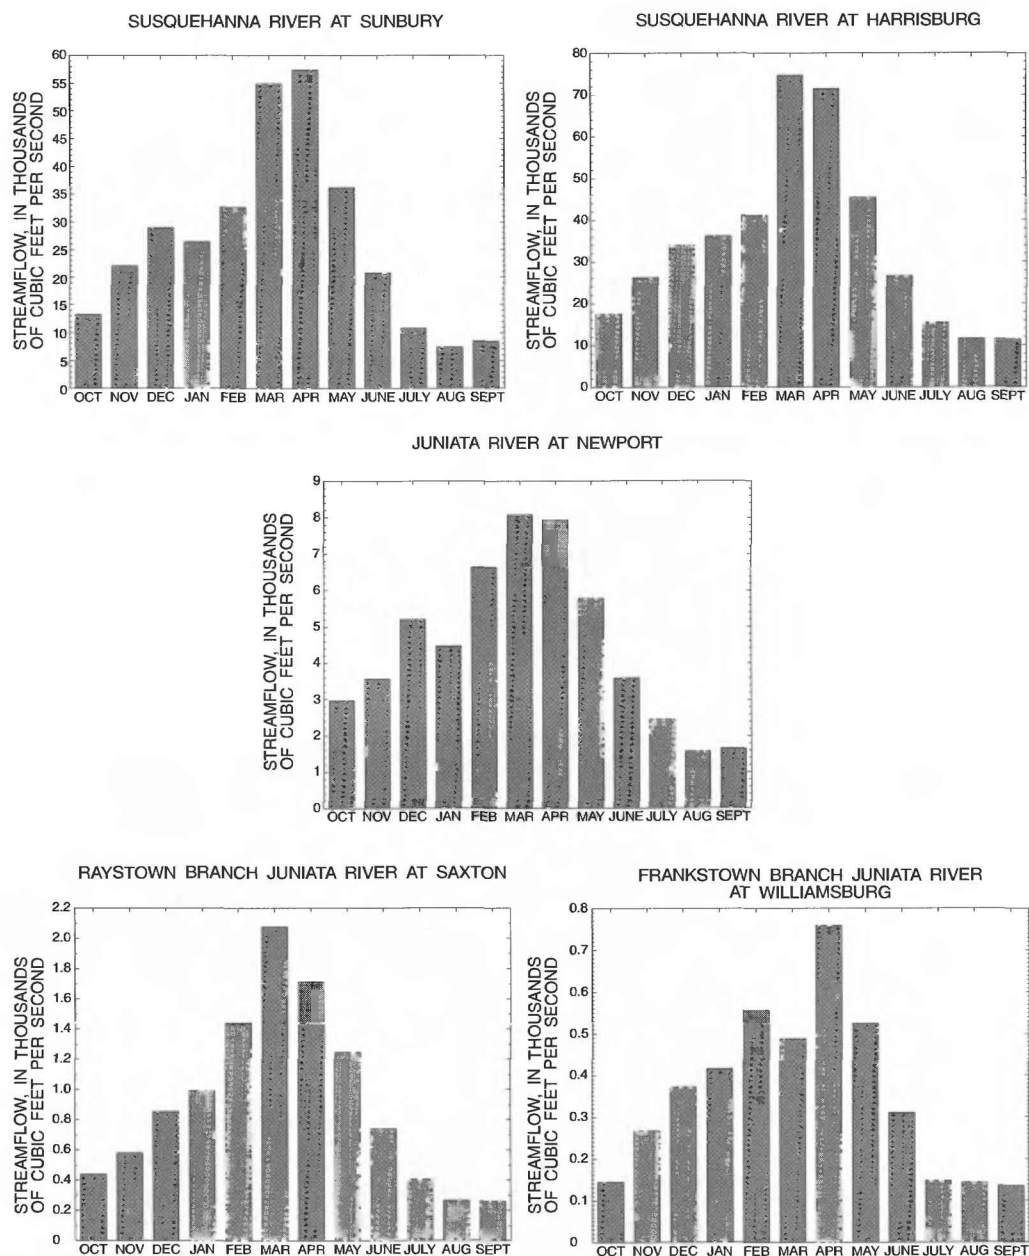 SUSQUEHANNA RIVER AT SUNBURY
STREAMFLOW, IN THOUSANDS
OF CUBIC FEET PER SECOND
60
55
50
45
40
35
30
25
20
15
10
5
0
OCT NOV DEC JAN FEB MAR APR MAY JUNE JULY AUG SEPT
SUSQUEHANNA RIVER AT HARRISBURG
STREAMFLOW, IN THOUSANDS
OF CUBIC FEET PER SECOND
80
70
60
50
40
30
20
10
0
OCT NOV DEC JAN FEB MAR APR MAY JUNE JULY AUG SEPT
JUNIATA RIVER AT NEWPORT
STREAMFLOW, IN THOUSANDS
OF CUBIC FEET PER SECOND
9
8
7
6
5
4
3
2
1
0
OCT NOV DEC JAN FEB MAR APR MAY JUNE JULY AUG SEPT
RAYSTOWN BRANCH JUNIATA RIVER AT SAXTON
STREAMFLOW, IN THOUSANDS
OF CUBIC FEET PER SECOND
2.2
2.0
1.8
1.6
1.4
1.2
1.0
0.8
0.6
0.4
0.2
0
OCT NOV DEC JAN FEB MAR APR MAY JUNE JULY AUG SEPT
FRANKSTOWN BRANCH JUNIATA RIVER
AT WILLIAMSBURG
STREAMFLOW, IN THOUSANDS
OF CUBIC FEET PER SECOND
0.8
0.7
0.6
0.5
0.4
0.3
0.2
0.1
0
OCT NOV DEC JAN FEB MAR APR MAY JUNE JULY AUG SEPT